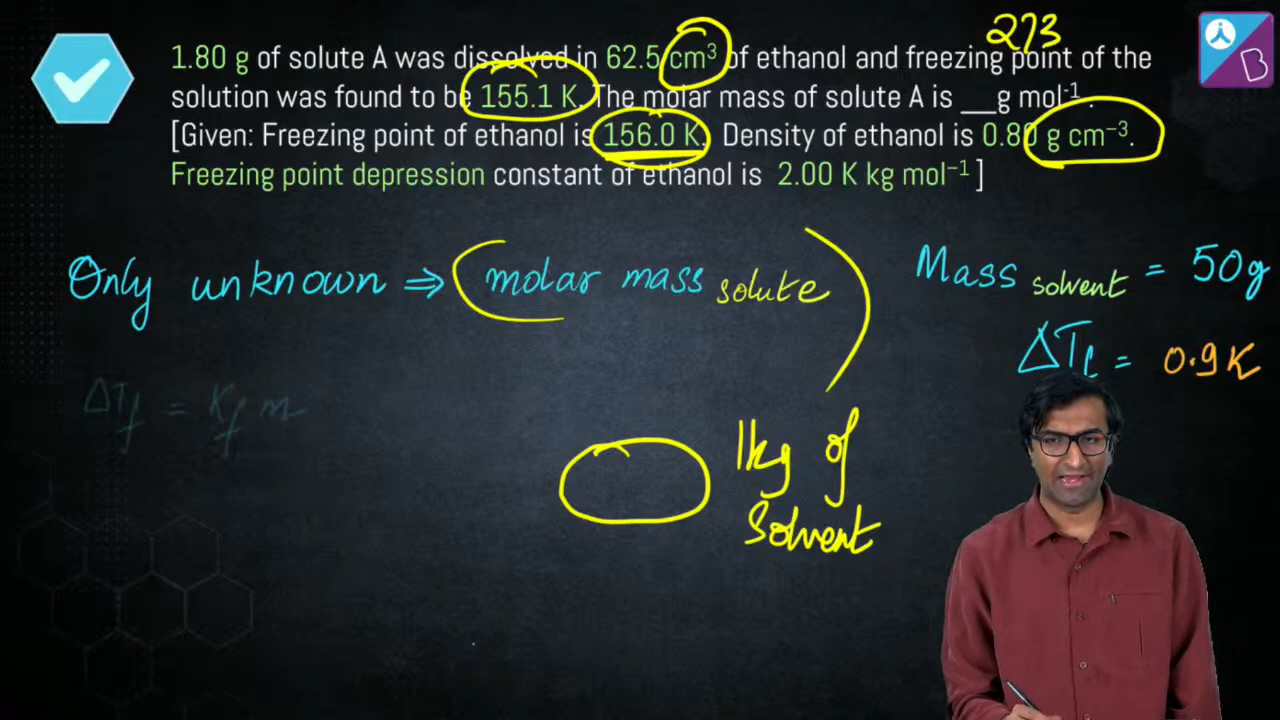 273
1.80 g of solute A was dissolved in 62.5 cm³ of ethanol and freezing point of the
solution was found to be 155.1 K. The molar mass of solute A is __g mol⁻¹.
[Given: Freezing point of ethanol is 156.0 K. Density of ethanol is 0.80 g cm⁻³.
Freezing point depression constant of ethanol is 2.00 K kg mol⁻¹ ]
Only unknown ⇒ (molar mass solute)
Mass solvent = 50g
ΔTf = 0.9K
ΔTf = Kf m
1kg of
Solvent
B